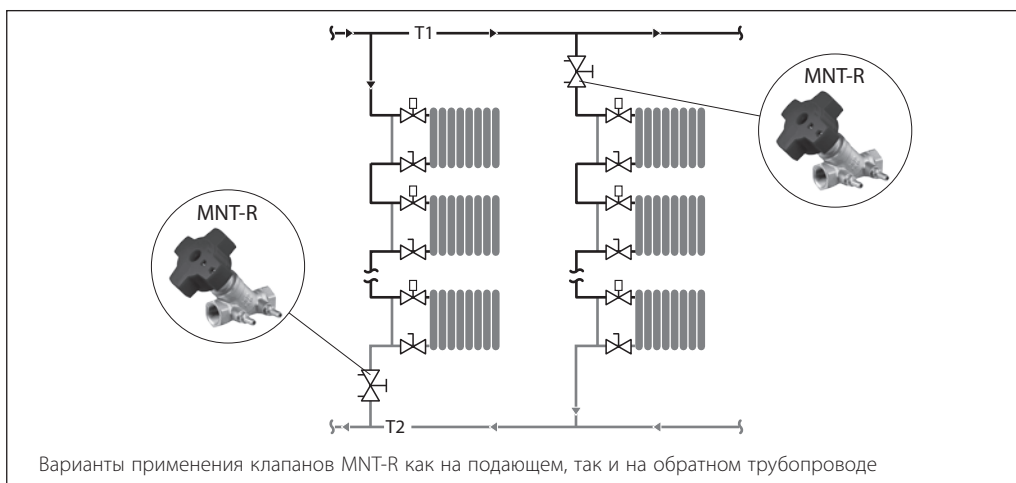 T1
MNT-R
MNT-R
T2
Варианты применения клапанов MNT-R как на подающем, так и на обратном трубопроводе